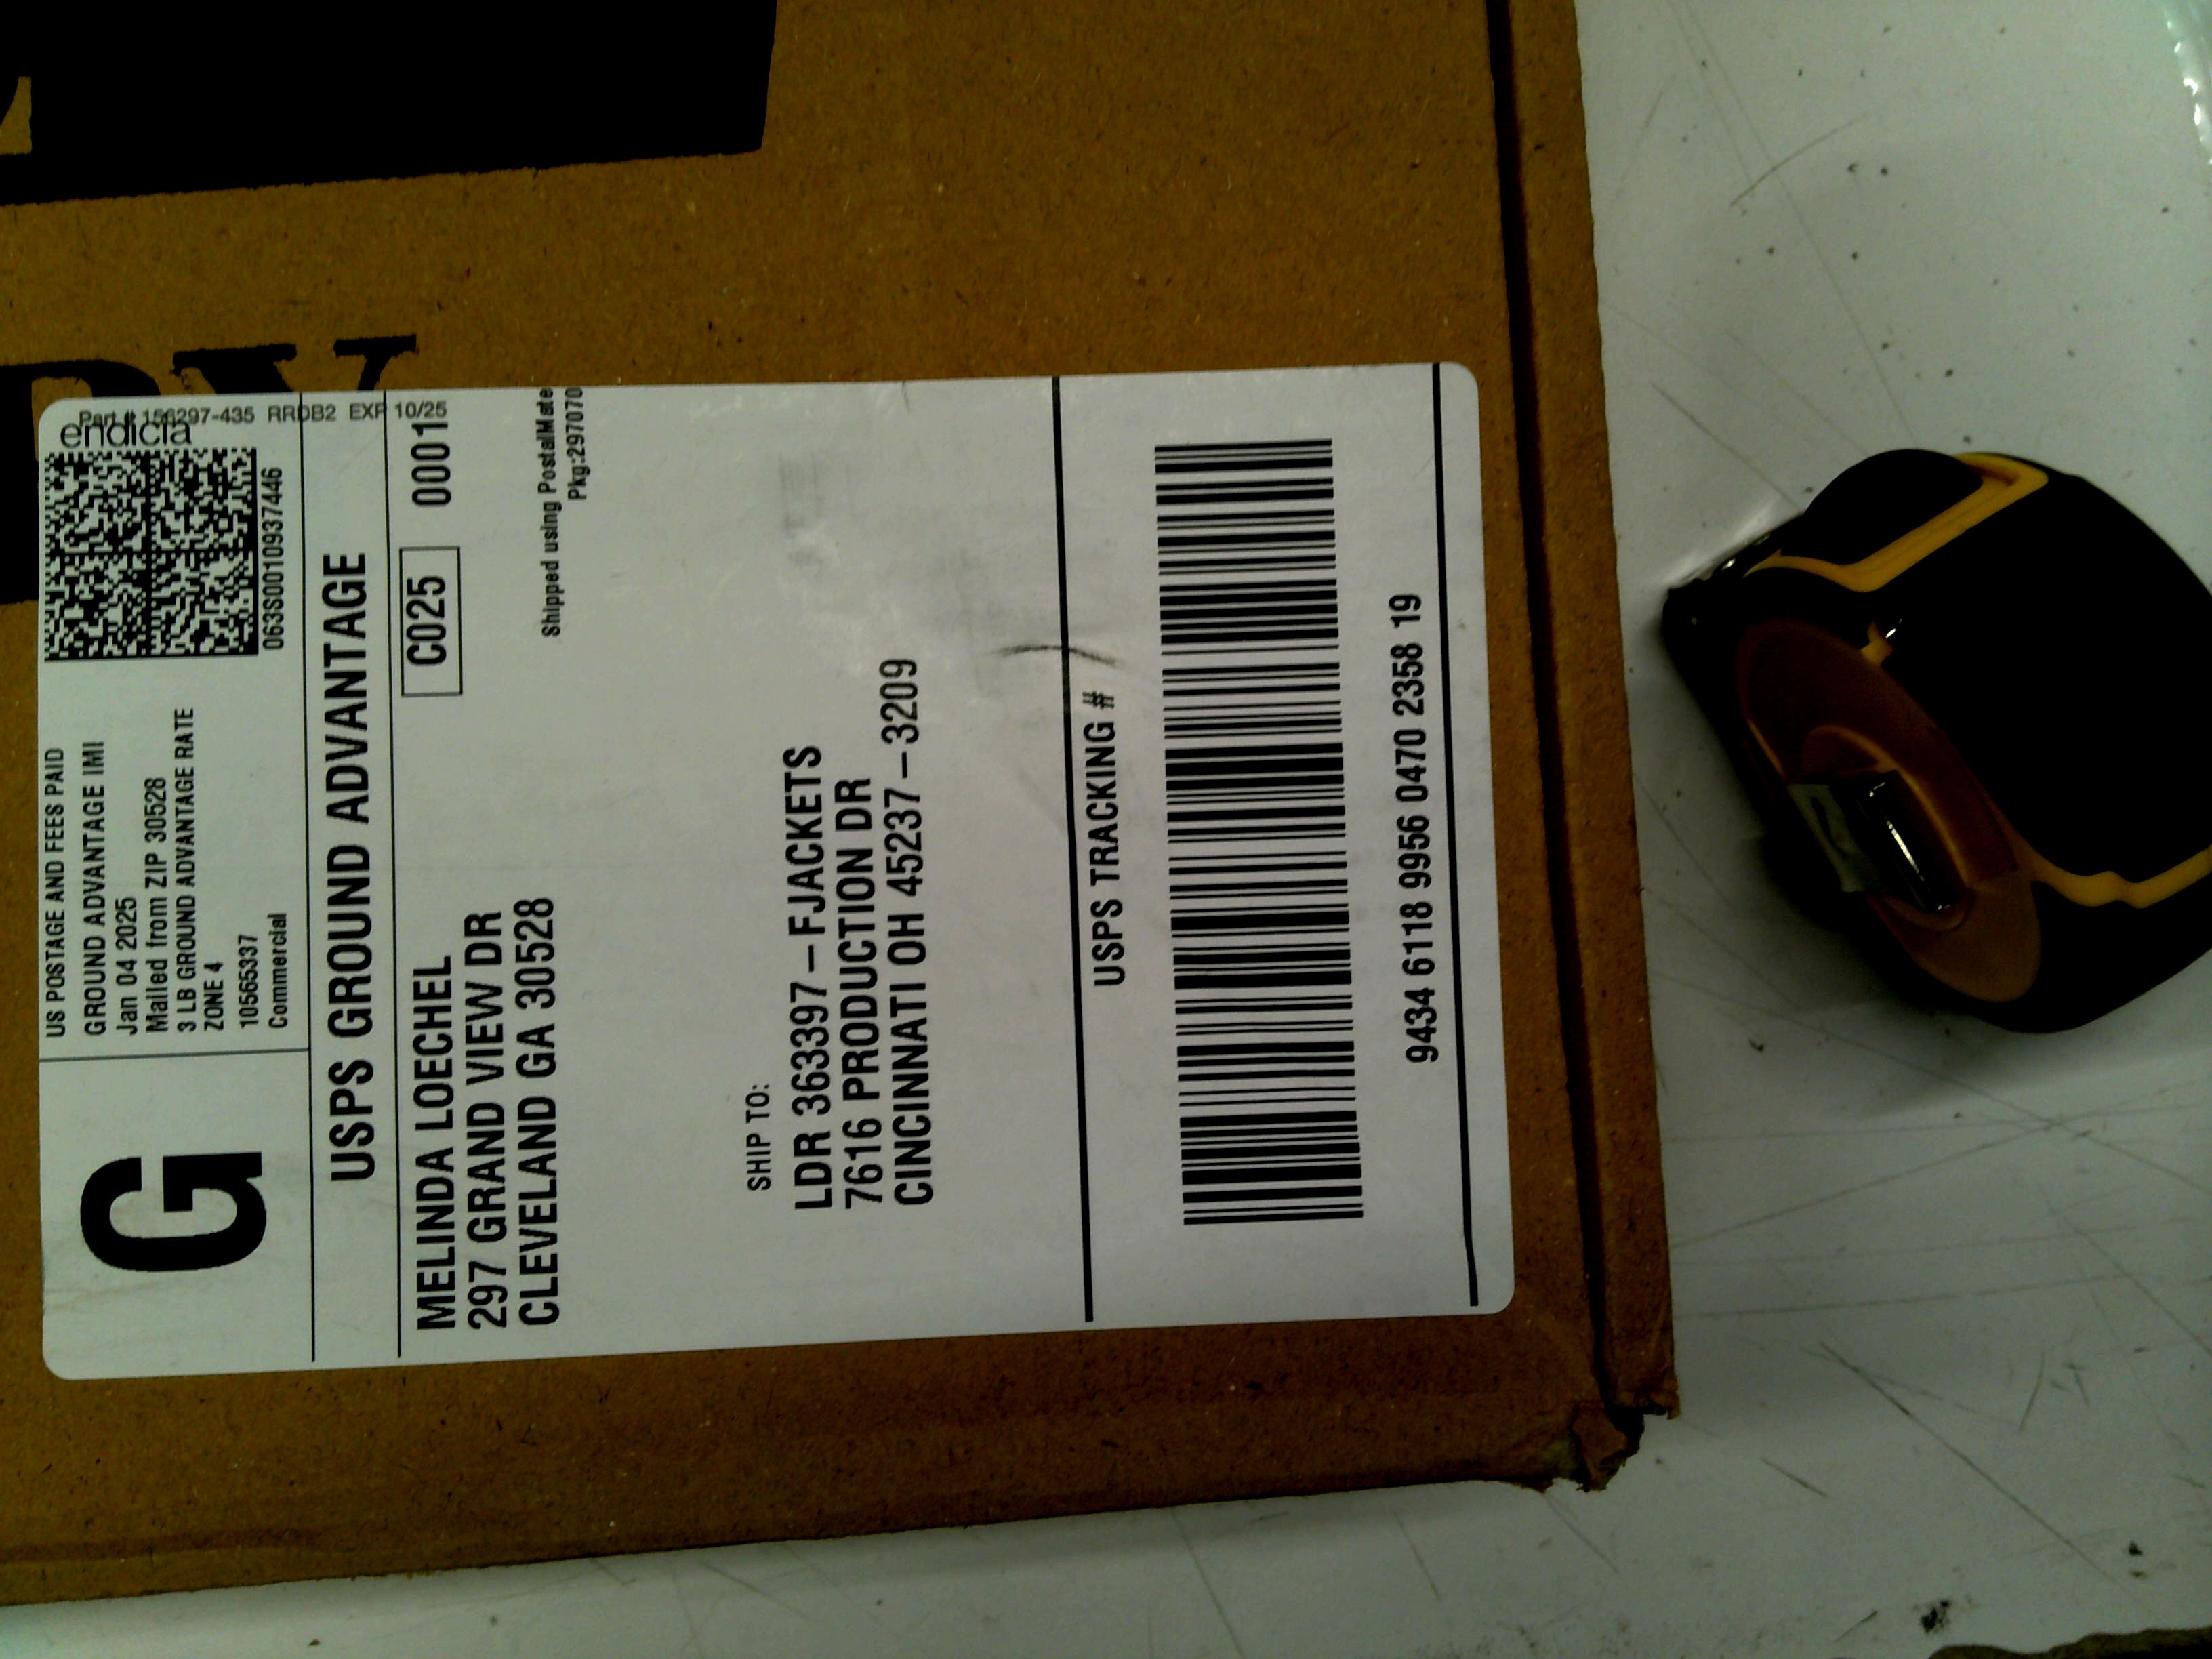 Part # 156297-435 RRDB2 EXP 10/25
endicia
G
US POSTAGE AND FEES PAID
GROUND ADVANTAGE IMI
Jan 04 2025
Mailed from ZIP 30528
3 LB GROUND ADVANTAGE RATE
ZONE 4
10565337
Commercial
063S0010937446
USPS GROUND ADVANTAGE
MELINDA LOECHEL
297 GRAND VIEW DR
CLEVELAND GA 30528
C025 0001
Shipped using PostalMate
Pkg:297070
SHIP TO:
LDR 363397-FJACKETS
7616 PRODUCTION DR
CINCINNATI OH 45237-3209
USPS TRACKING #
9434 6118 9956 0470 2358 19